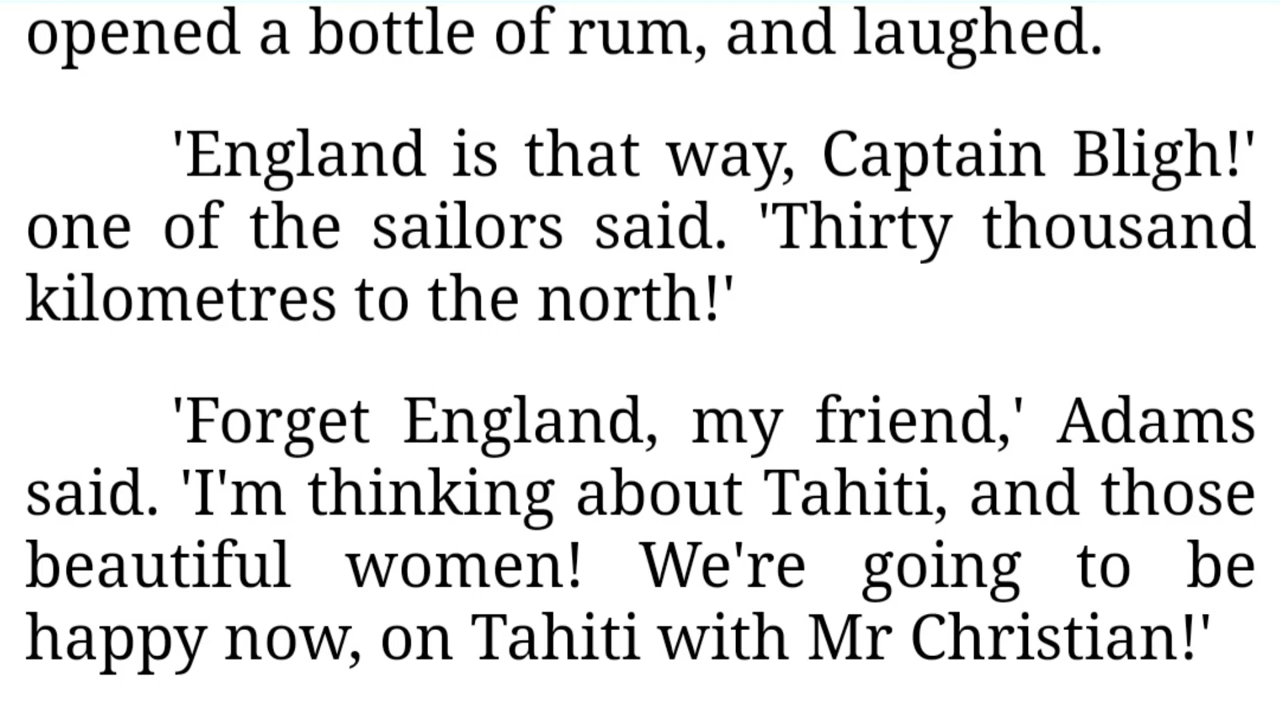 opened a bottle of rum, and laughed.
'England is that way, Captain Bligh!'
one of the sailors said. 'Thirty thousand
kilometres to the north!'
'Forget England, my friend,' Adams
said. 'I'm thinking about Tahiti, and those
beautiful women! We're going to be
happy now, on Tahiti with Mr Christian!'